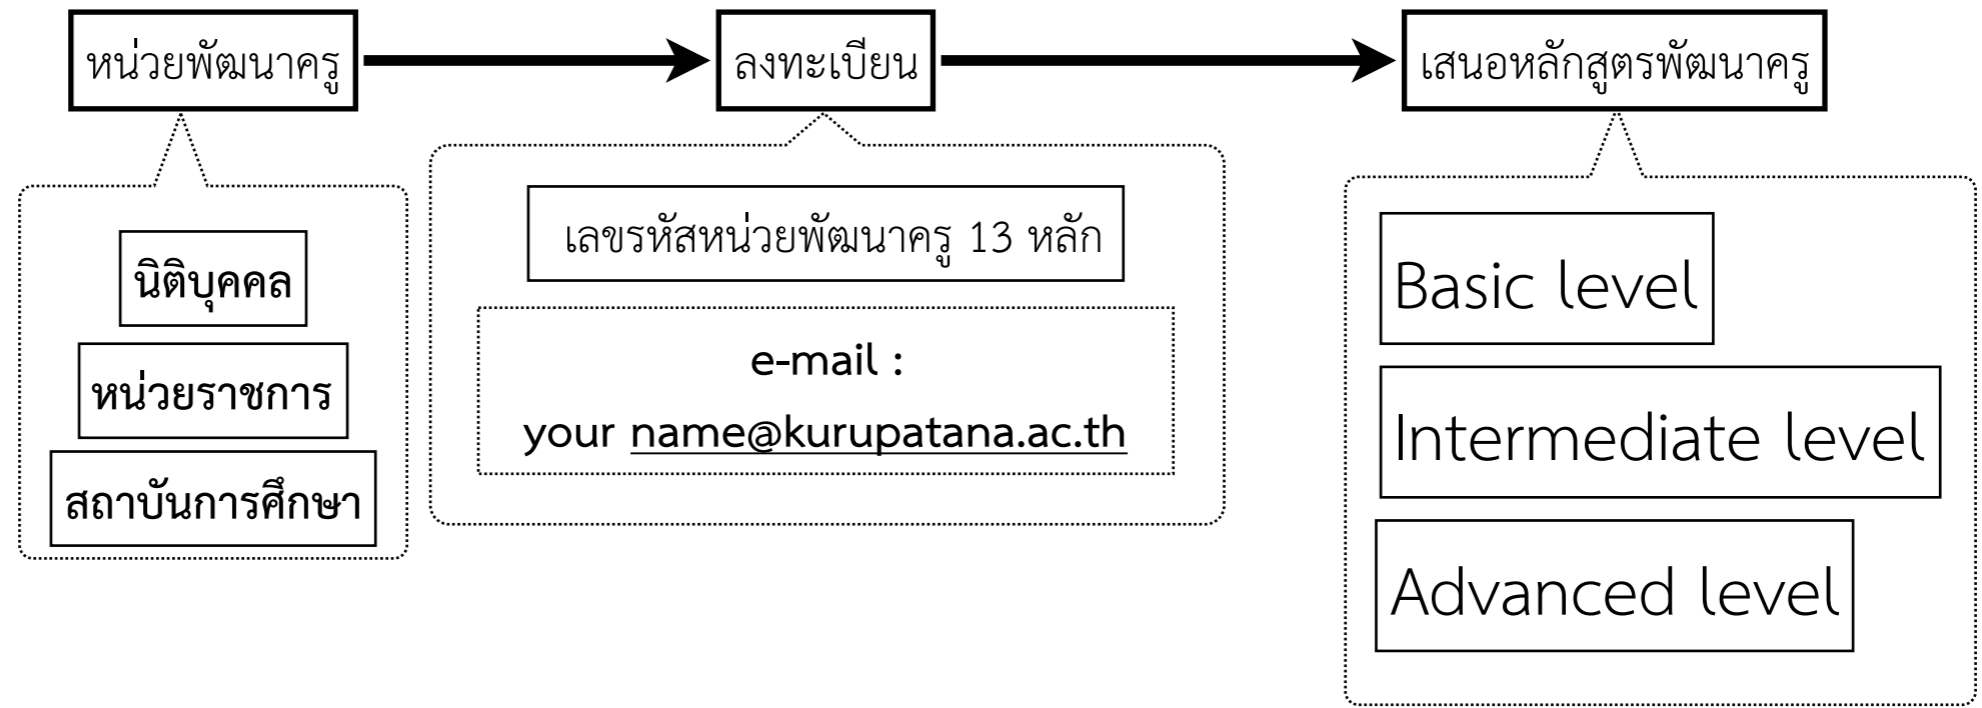 หน่วยพัฒนาครู
ลงทะเบียน
เสนอหลักสูตรพัฒนาครู
นิติบุคคล
หน่วยราชการ
สถาบันการศึกษา
เลขรหัสหน่วยพัฒนาครู 13 หลัก
e-mail :
your name@kurupatana.ac.th
Basic level
Intermediate level
Advanced level